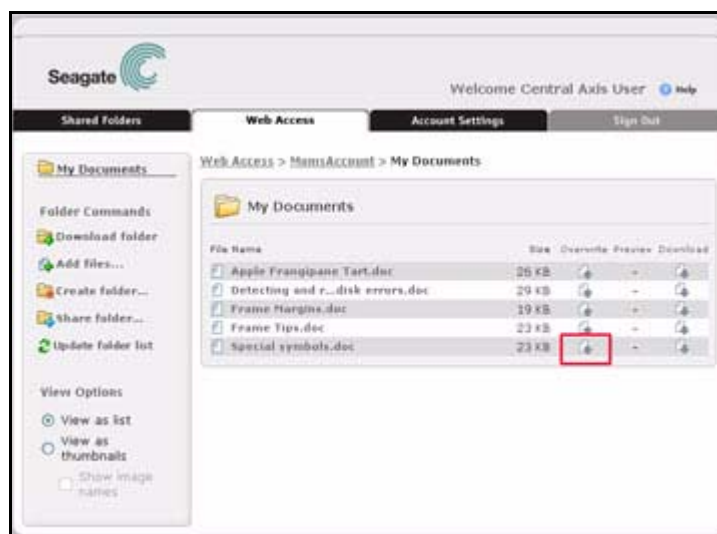 Seagate
Welcome Central Axis User Help
Shared Folders Web Access Account Settings Sign Out
My Documents
Web Access > MumsAccount > My Documents
Folder Commands
Download folder
Add files...
Create folder...
Share folder...
Update folder list
View Options
View as list
View as
thumbnails
Show image
names
My Documents
File Name Size Overwrite Preview Download
Apple Frangipane Tart.doc 26 KB -
Detecting and r...disk errors.doc 29 KB -
Frame Margins.doc 19 KB -
Frame Tips.doc 23 KB -
Special symbols.doc 23 KB -